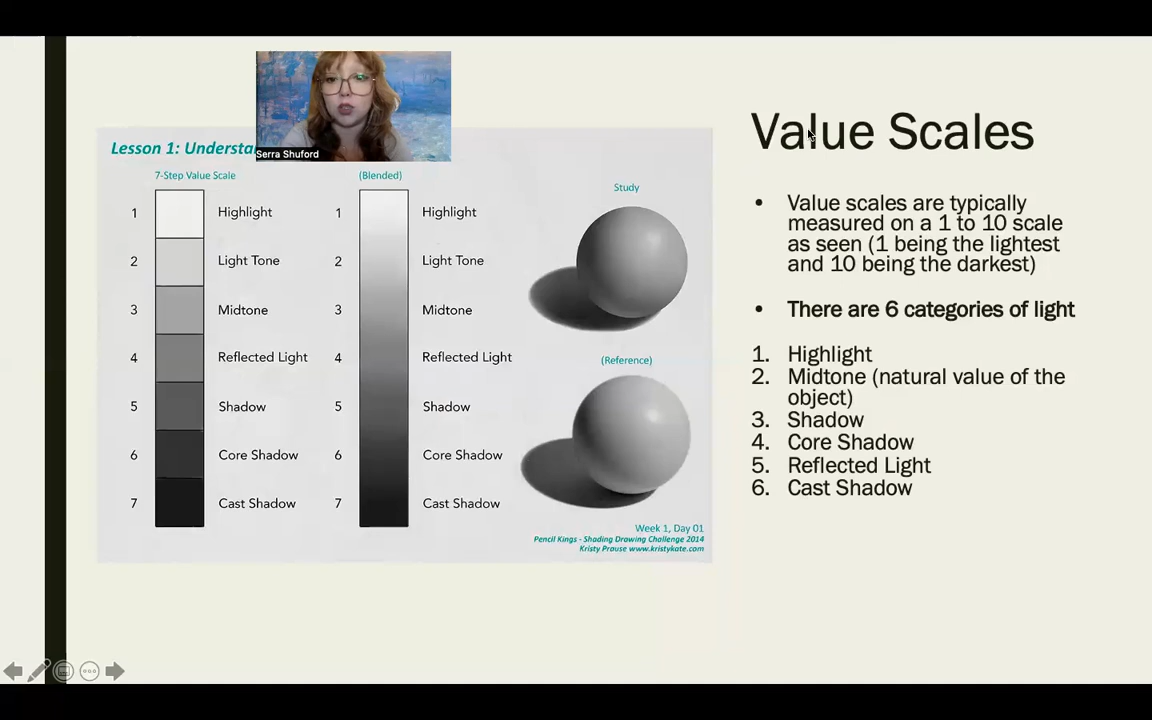 Serra Shuford
Lesson 1: Understa
7-Step Value Scale
1 Highlight
2 Light Tone
3 Midtone
4 Reflected Light
5 Shadow
6 Core Shadow
7 Cast Shadow
(Blended)
1 Highlight
2 Light Tone
3 Midtone
4 Reflected Light
5 Shadow
6 Core Shadow
7 Cast Shadow
Study
(Reference)
Week 1, Day 01
Pencil Kings - Shading Drawing Challenge 2014
Kristy Prouse www.kristykate.com
Value Scales
• Value scales are typically
measured on a 1 to 10 scale
as seen (1 being the lightest
and 10 being the darkest)
• There are 6 categories of light
1. Highlight
2. Midtone (natural value of the
object)
3. Shadow
4. Core Shadow
5. Reflected Light
6. Cast Shadow